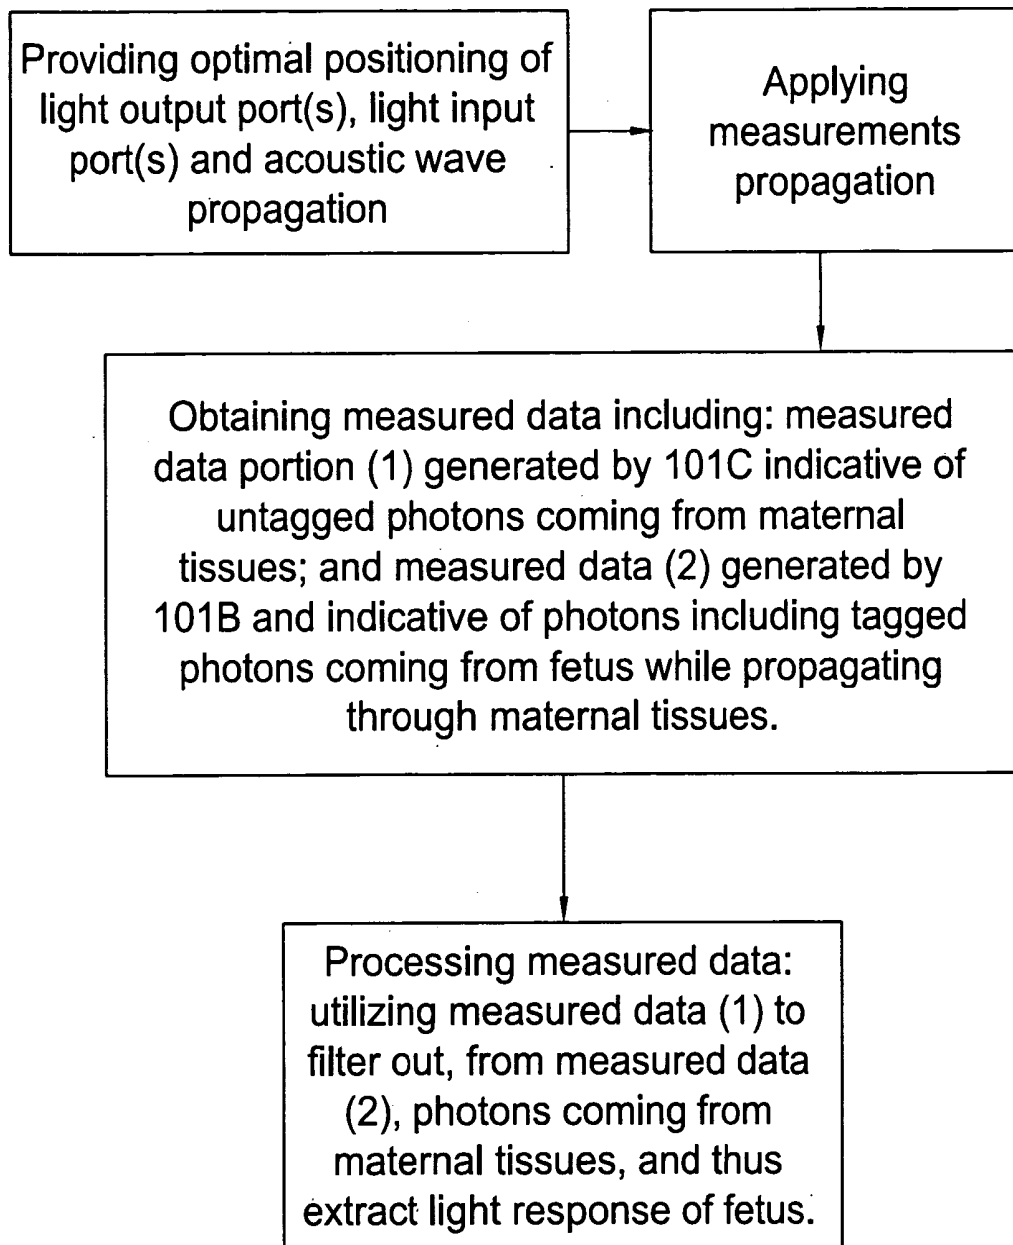 Providing optimal positioning of
light output port(s), light input
port(s) and acoustic wave
propagation
Applying
measurements
propagation
Obtaining measured data including: measured
data portion (1) generated by 101C indicative of
untagged photons coming from maternal
tissues; and measured data (2) generated by
101B and indicative of photons including tagged
photons coming from fetus while propagating
through maternal tissues.
Processing measured data:
utilizing measured data (1) to
filter out, from measured data
(2), photons coming from
maternal tissues, and thus
extract light response of fetus.